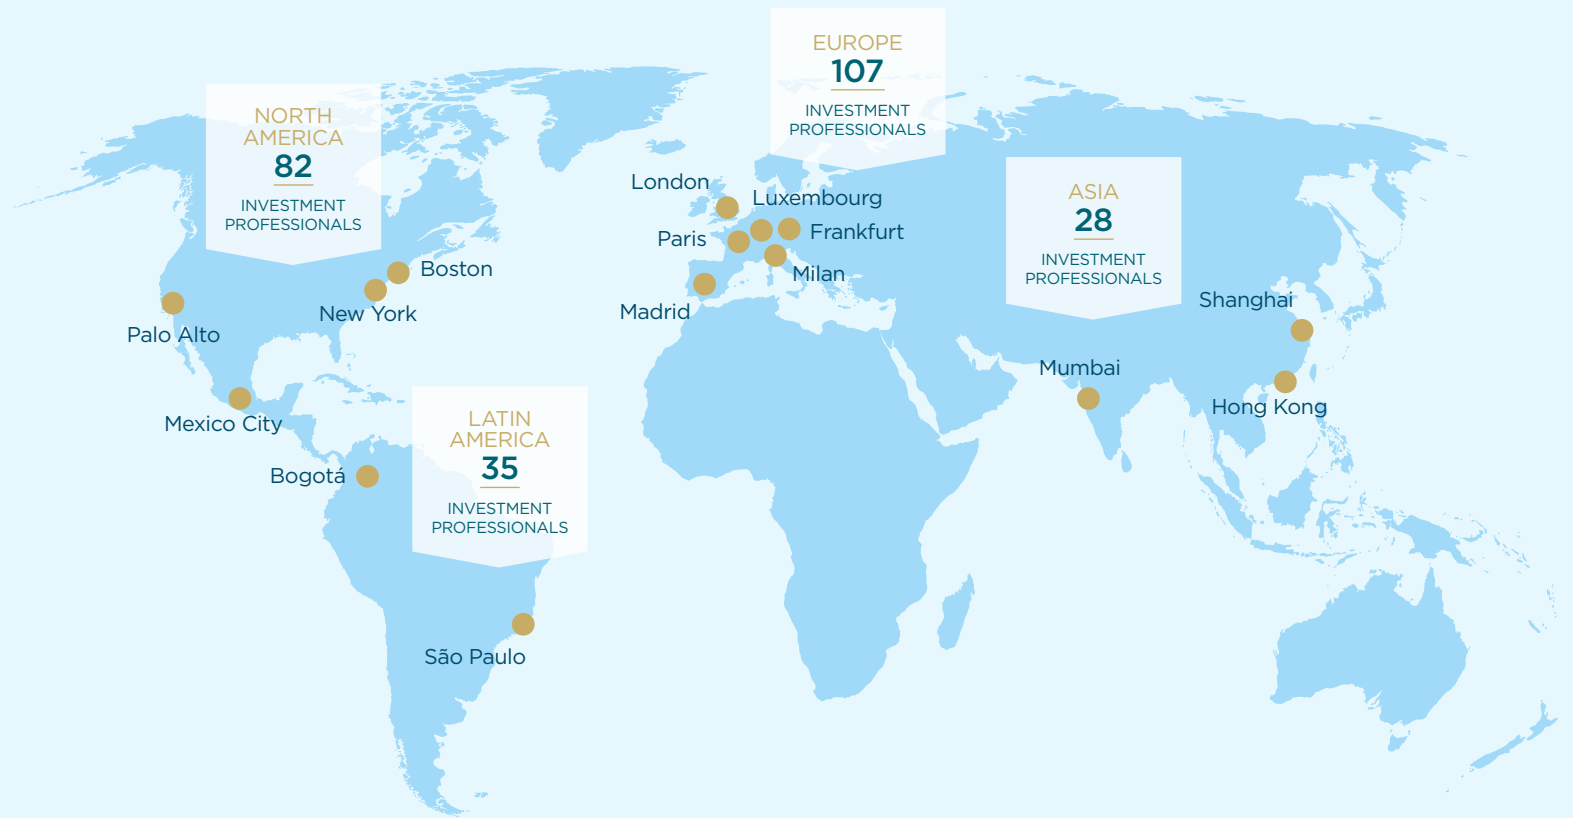 EUROPE
107
INVESTMENT
PROFESSIONALS
NORTH
AMERICA
82
INVESTMENT
PROFESSIONALS
London
Luxembourg
Paris
Frankfurt
Milan
Madrid
ASIA
28
INVESTMENT
PROFESSIONALS
Boston
New York
Palo Alto
Mexico City
Shanghai
Mumbai
Hong Kong
LATIN
AMERICA
35
INVESTMENT
PROFESSIONALS
Bogotá
São Paulo